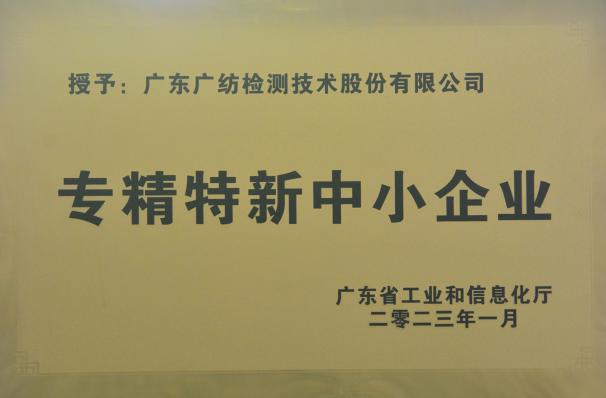 授予：广东广纺检测技术股份有限公司
专精特新中小企业
广东省工业和信息化厅
二零二三年一月